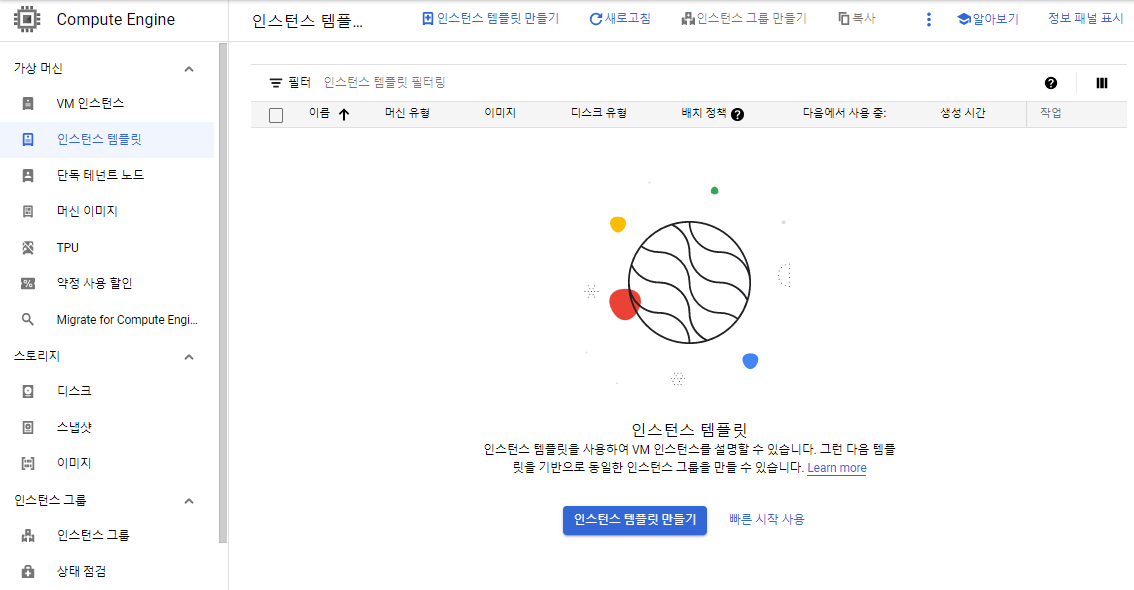 Compute Engine
인스턴스 템플...
인스턴스 템플릿 만들기
새로고침
인스턴스 그룹 만들기
복사
알아보기
정보 패널 표시
가상 머신
VM 인스턴스
인스턴스 템플릿
단독 테넌트 노드
머신 이미지
TPU
약정 사용 할인
Migrate for Compute Engi...
스토리지
디스크
스냅샷
이미지
인스턴스 그룹
인스턴스 그룹
상태 점검
필터 인스턴스 템플릿 필터링
이름 머신 유형 이미지 디스크 유형 배치 정책 다음에서 사용 중: 생성 시간 작업
인스턴스 템플릿
인스턴스 템플릿을 사용하여 VM 인스턴스를 설명할 수 있습니다. 그런 다음 템플
릿을 기반으로 동일한 인스턴스 그룹을 만들 수 있습니다. Learn more
인스턴스 템플릿 만들기
빠른 시작 사용